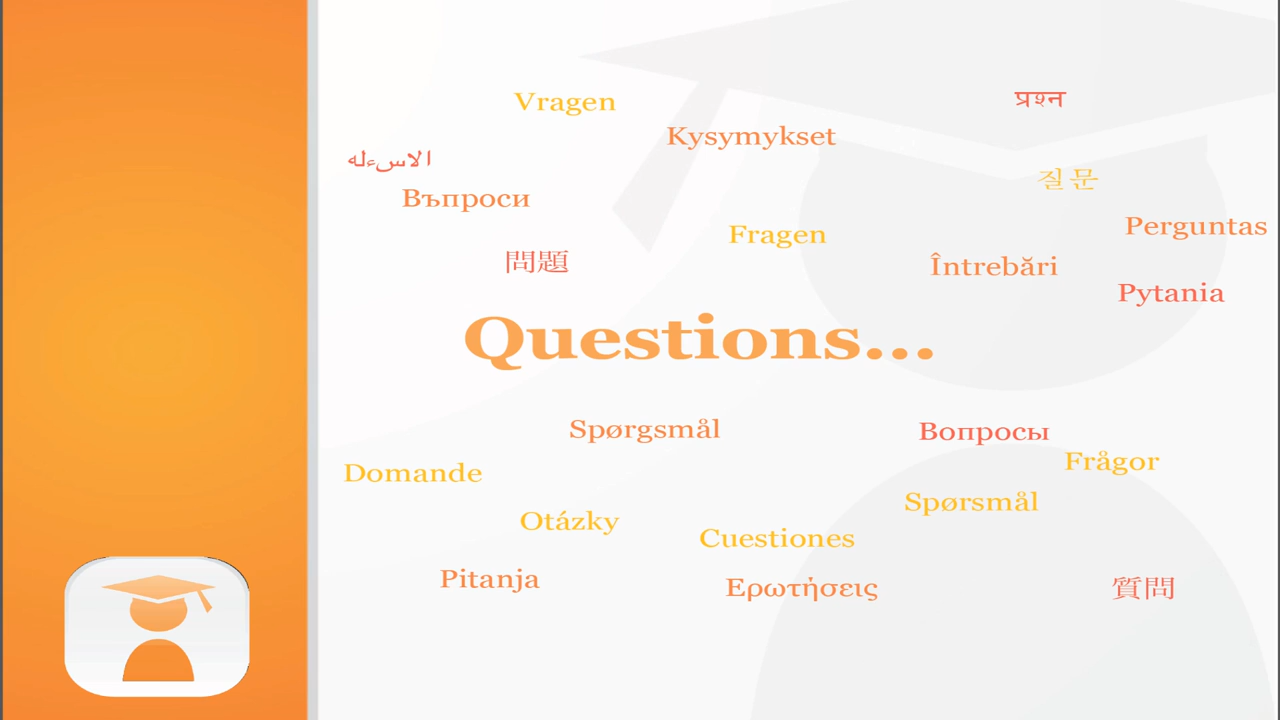 Vragen
प्रश्न
Kysymykset
الاسءله
질문
Въпроси
Perguntas
Fragen
問題
Întrebări
Pytania
Questions...
Spørgsmål
Вопросы
Frågor
Domande
Spørsmål
Otázky
Cuestiones
Pitanja
Ερωτήσεις
質問